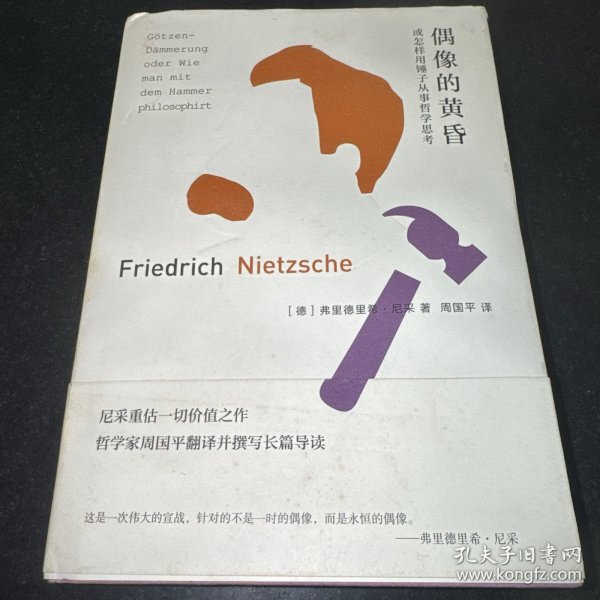 Götzen-
Dämmerung
oder Wie
man mit
dem Hammer
philosophirt
偶像的黄昏
或怎样用锤子从事哲学思考
Friedrich Nietzsche
[德] 弗里德里希·尼采 著 周国平 译
尼采重估一切价值之作
哲学家周国平翻译并撰写长篇导读
这是一次伟大的宣战，针对的不是一时的偶像，而是永恒的偶像。
——弗里德里希·尼采
孔夫子旧书网
www.kongfz.com